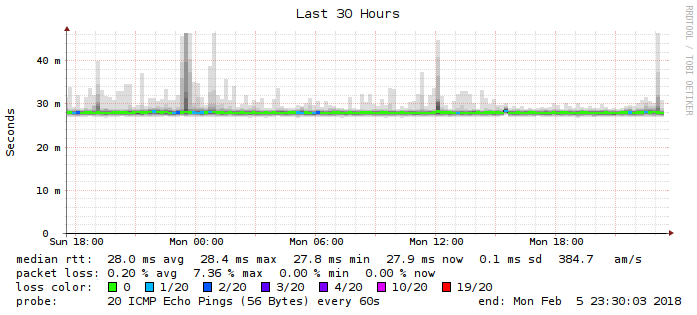 Last 30 Hours
RRDTOOL / TOBI OETIKER
Seconds
40 m
30 m
20 m
10 m
0
Sun 18:00 Mon 00:00 Mon 06:00 Mon 12:00 Mon 18:00
median rtt: 28.0 ms avg 28.4 ms max 27.8 ms min 27.9 ms now 0.1 ms sd 384.7 am/s
packet loss: 0.20 % avg 7.36 % max 0.00 % min 0.00 % now
loss color: 0 1/20 2/20 3/20 4/20 10/20 19/20
probe: 20 ICMP Echo Pings (56 Bytes) every 60s end: Mon Feb 5 23:30:03 2018